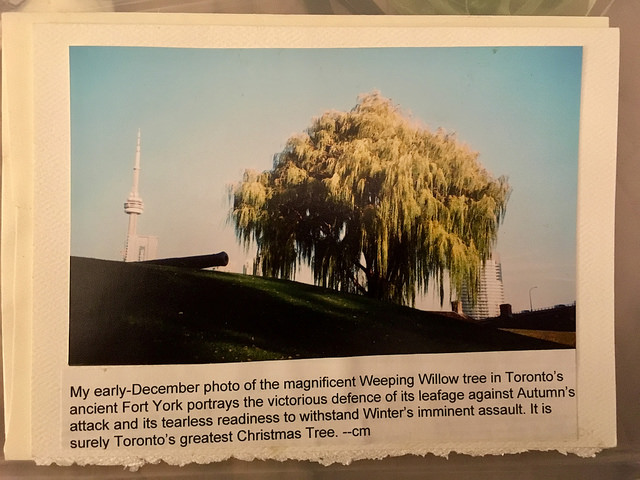 My early-December photo of the magnificent Weeping Willow tree in Toronto's
ancient Fort York portrays the victorious defence of its leafage against Autumn's
attack and its tearless readiness to withstand Winter's imminent assault. It is
surely Toronto's greatest Christmas Tree. --cm